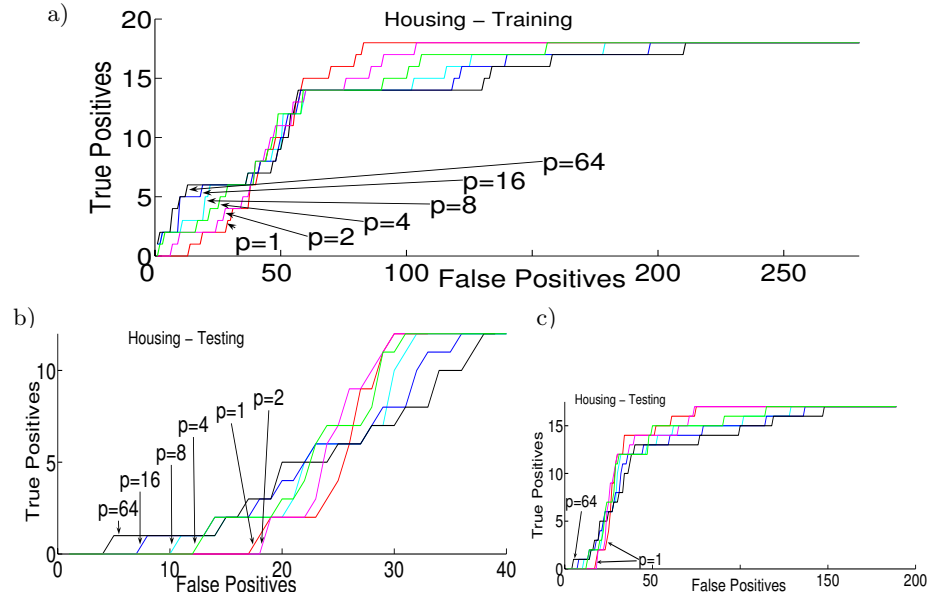 a)
Housing – Training
20
15
10
5
0
True Positives
p=64
p=16
p=8
p=4
p=2
p=1
0
50
100
150
200
250
False Positives
b)
Housing – Testing
10
5
0
True Positives
p=64
p=16
p=8
p=4
p=1
p=2
0
10
20
30
40
False Positives
c)
Housing – Testing
15
10
5
0
True Positives
p=64
p=1
0
50
100
150
200
False Positives